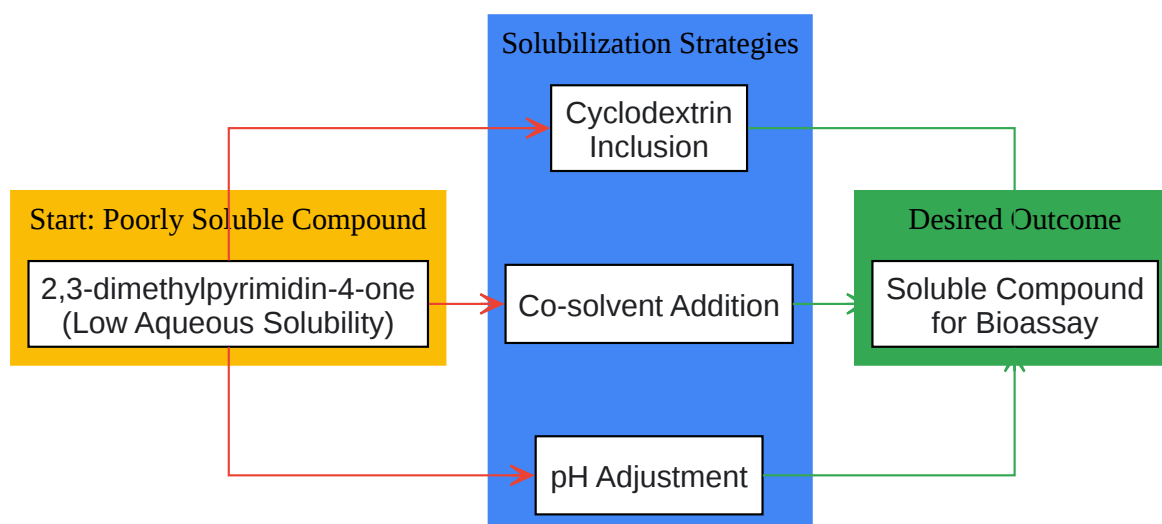 Solubilization Strategies
Cyclodextrin
Inclusion
Start: Poorly Soluble Compound
Desired Outcome
2,3-dimethylpyrimidin-4-one
(Low Aqueous Solubility)
Co-solvent Addition
Soluble Compound
for Bioassay
pH Adjustment